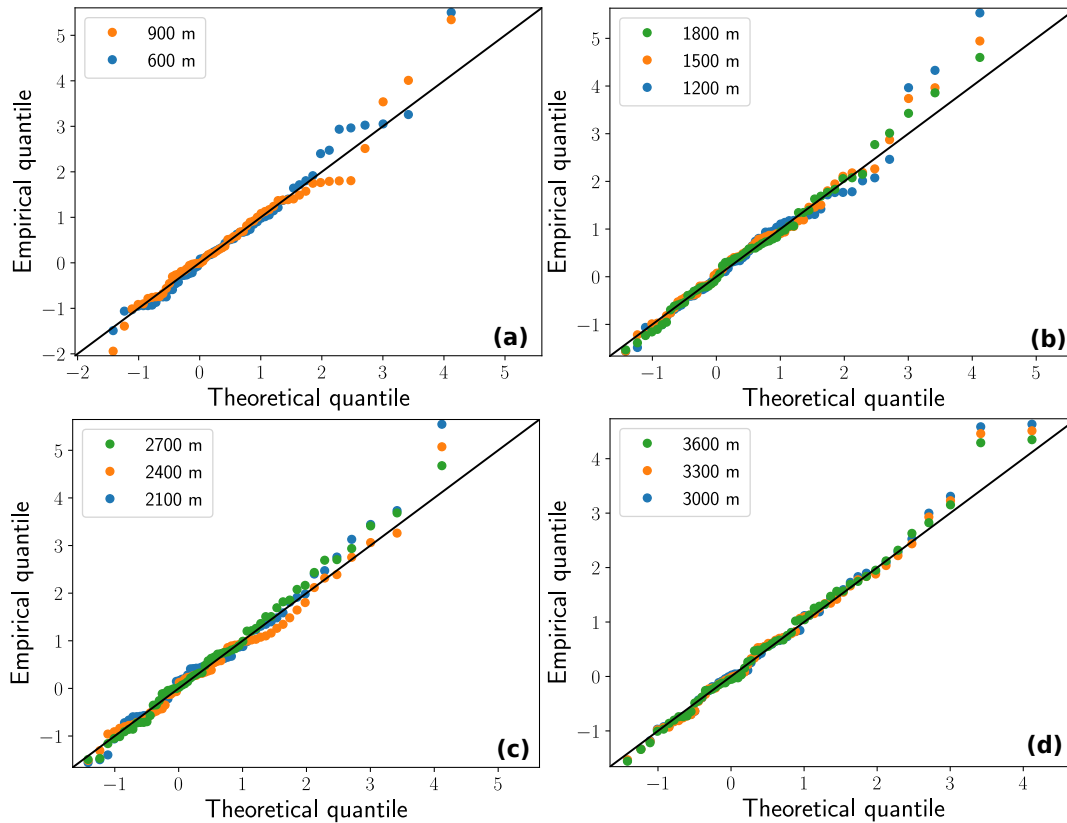 900 m
600 m
5
4
3
2
1
0
−1
−2
Empirical quantile
−2 −1 0 1 2 3 4 5
Theoretical quantile
(a)
1800 m
1500 m
1200 m
5
4
3
2
1
0
−1
Empirical quantile
−1 0 1 2 3 4 5
Theoretical quantile
(b)
2700 m
2400 m
2100 m
5
4
3
2
1
0
−1
Empirical quantile
−1 0 1 2 3 4 5
Theoretical quantile
(c)
3600 m
3300 m
3000 m
4
3
2
1
0
−1
Empirical quantile
−1 0 1 2 3 4
Theoretical quantile
(d)